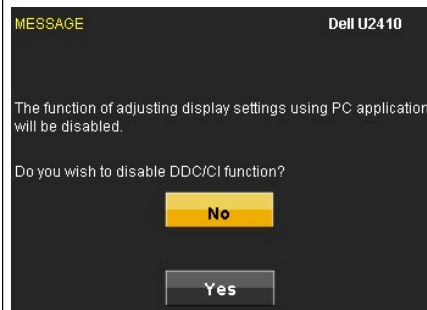 MESSAGE Dell U2410
The function of adjusting display settings using PC application
will be disabled.
Do you wish to disable DDC/CI function?
No
Yes